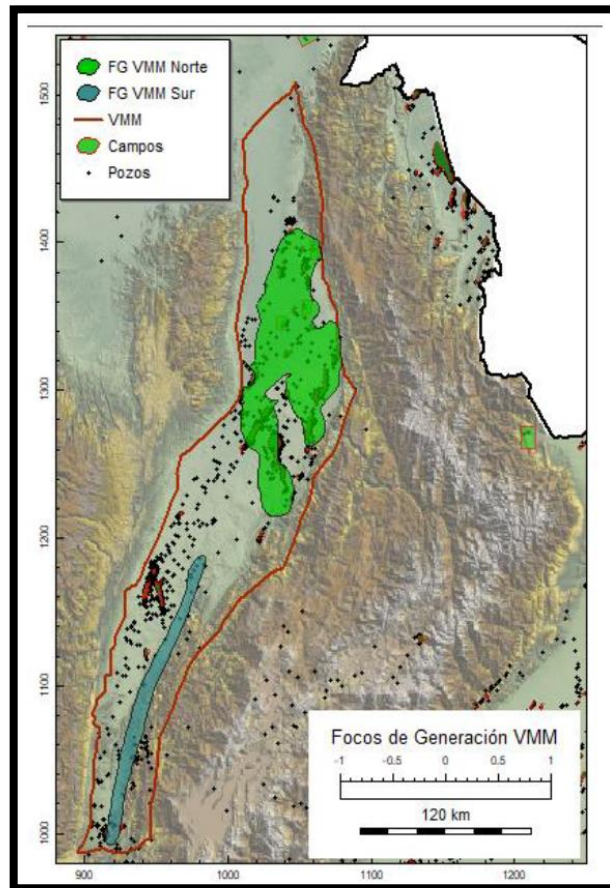 FG VMM Norte
FG VMM Sur
VMM
Campos
Pozos
1500
1400
1300
1200
1100
1000
Focos de Generación VMM
-1 -0.5 0 0.5 1
120 km
900 1000 1100 1200